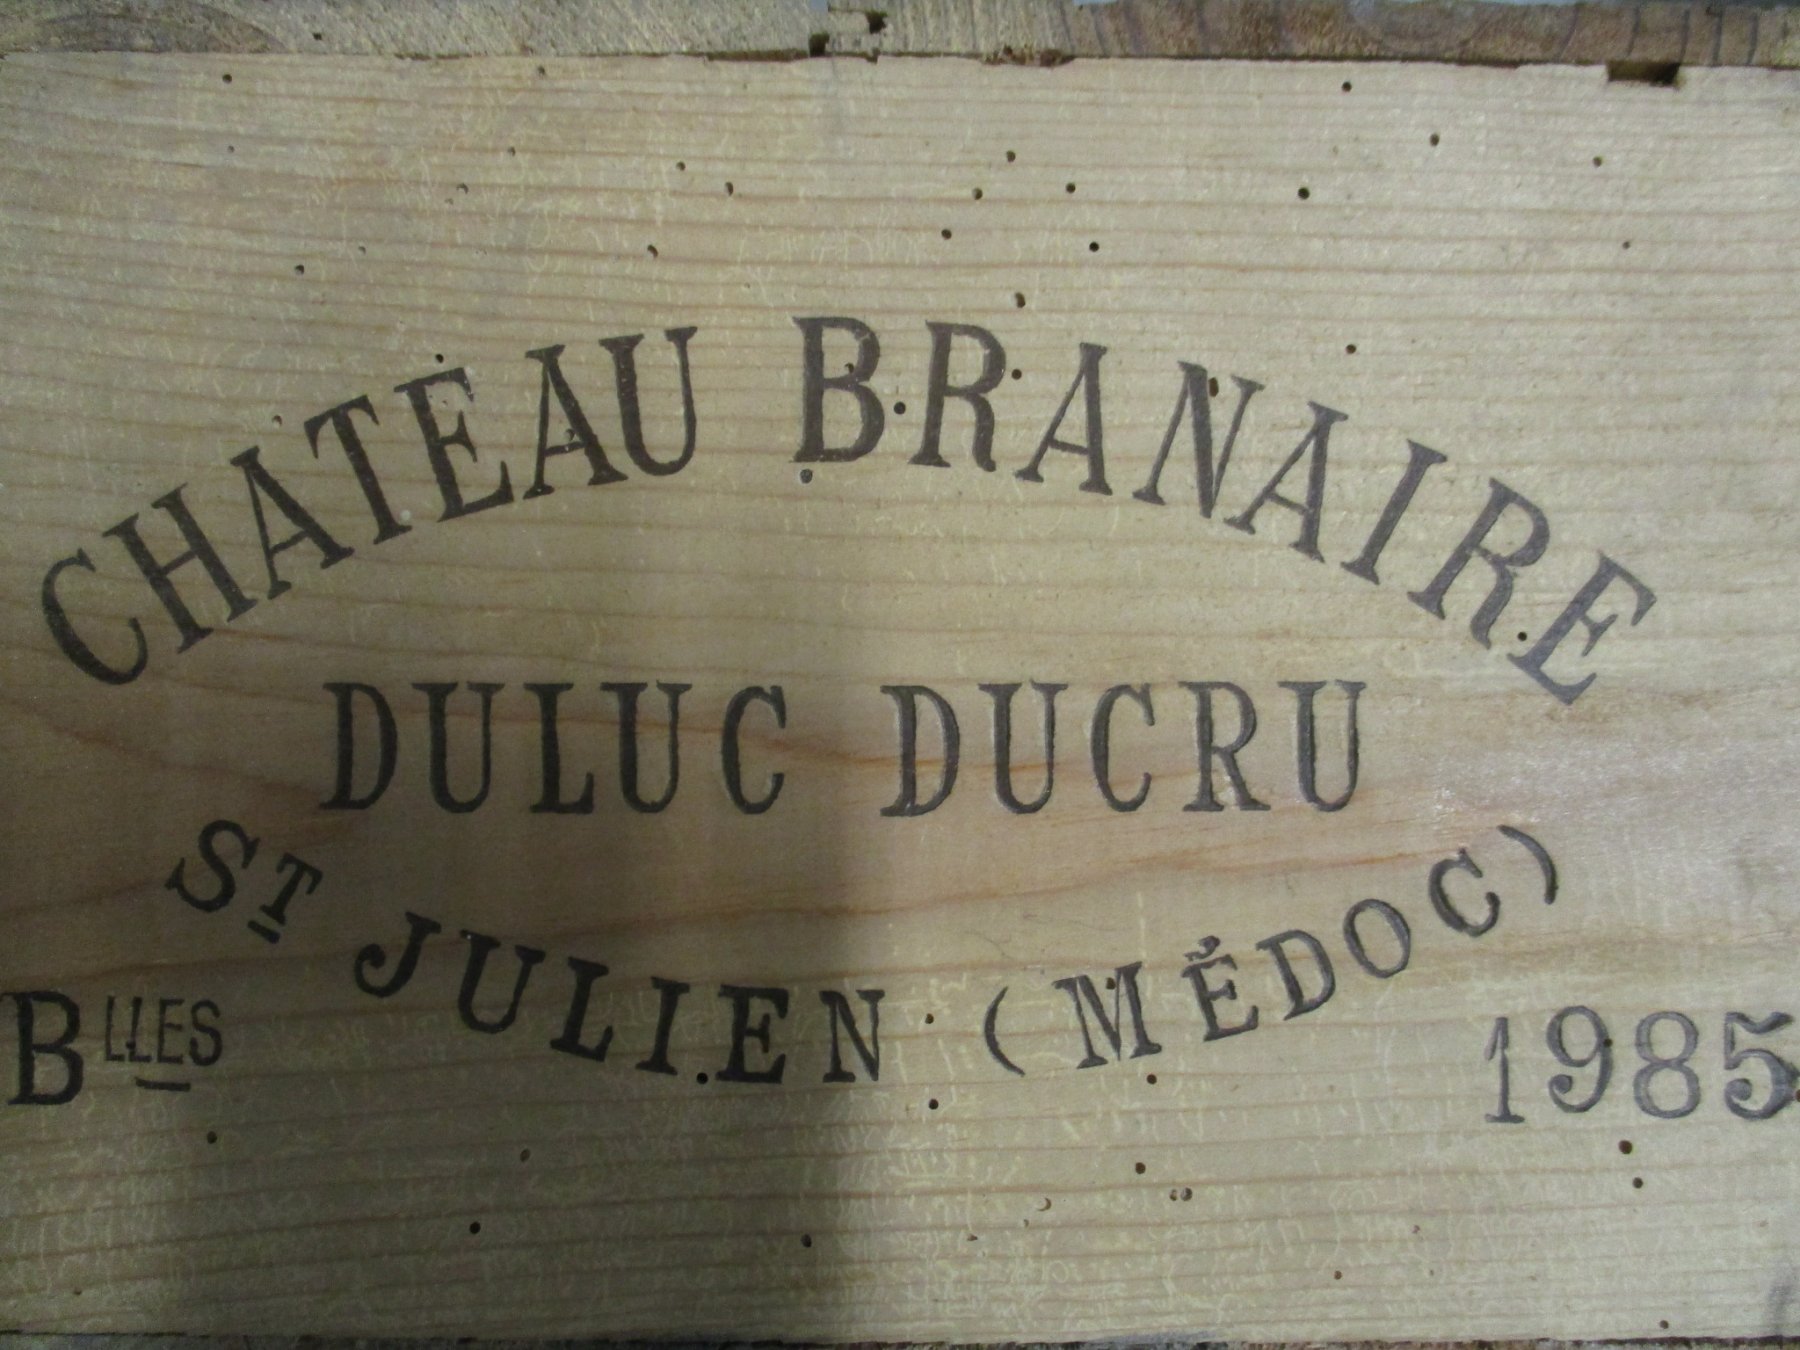 CHATEAU BRANAIRE
DULUC DUCRU
ST JULIEN (MÉDOC)
BLLES 1985